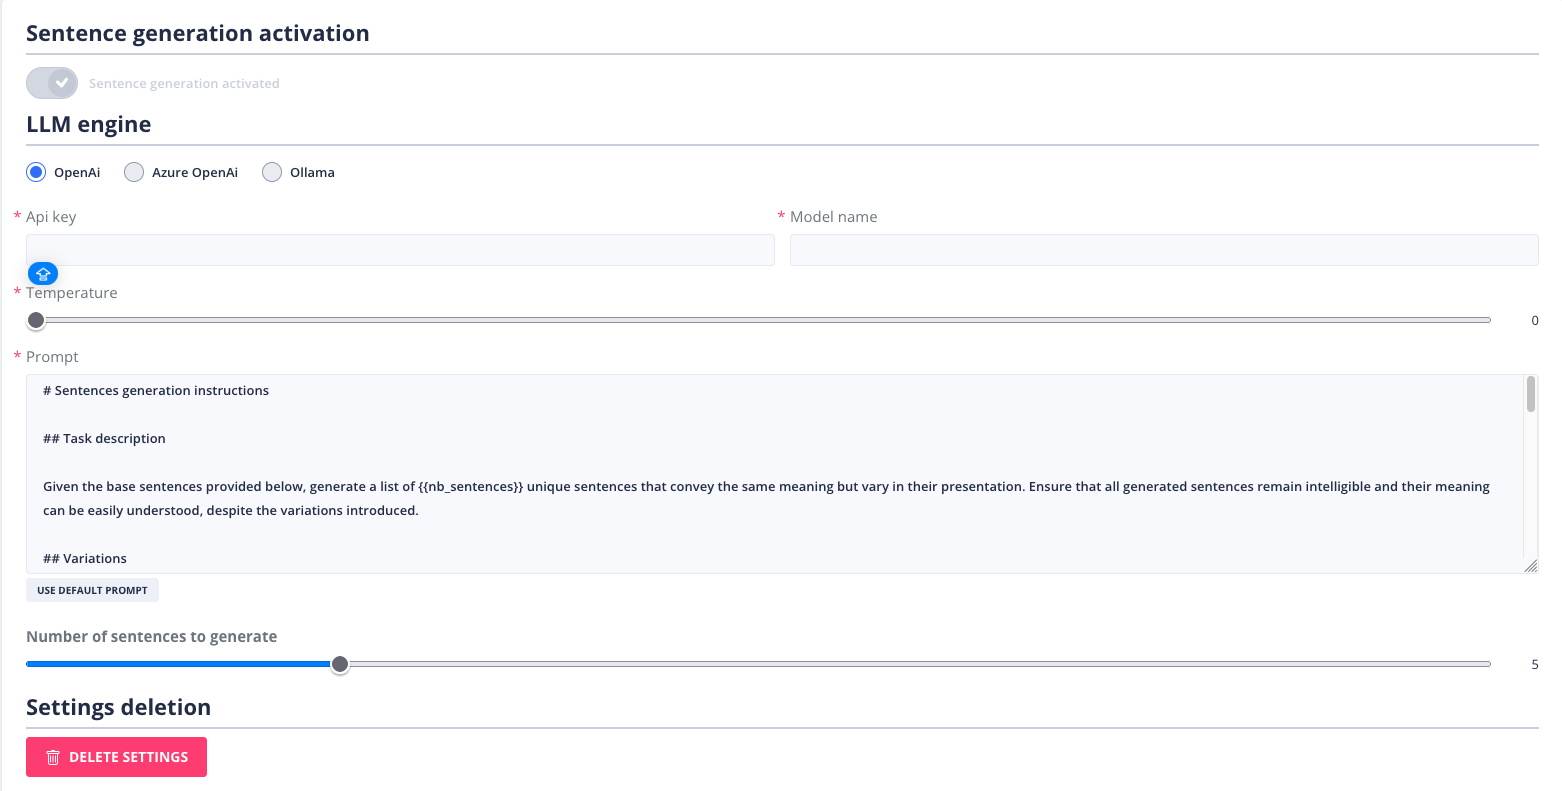 Sentence generation activation
Sentence generation activated
LLM engine
OpenAi Azure OpenAi Ollama
* Api key * Model name
* Temperature
0
* Prompt
# Sentences generation instructions
## Task description
Given the base sentences provided below, generate a list of {{nb_sentences}} unique sentences that convey the same meaning but vary in their presentation. Ensure that all generated sentences remain intelligible and their meaning
can be easily understood, despite the variations introduced.
## Variations
USE DEFAULT PROMPT
Number of sentences to generate
5
Settings deletion
DELETE SETTINGS